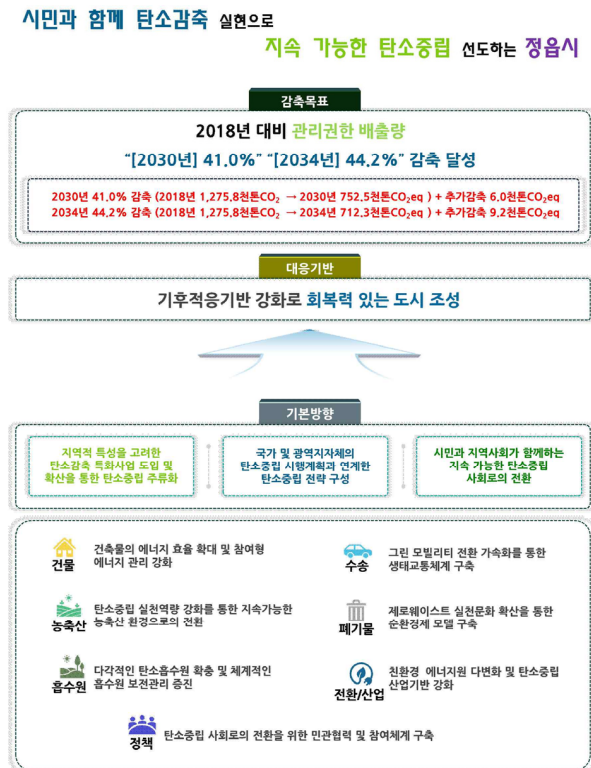 시민과 함께 탄소감축 실현으로
지속 가능한 탄소중립 선도하는 정읍시
감축목표
2018년 대비 관리권한 배출량
“[2030년] 41.0%” “[2034년] 44.2%” 감축 달성
2030년 41.0% 감축 (2018년 1,275.8천톤CO₂ → 2030년 752.5천톤CO₂eq ) + 추가감축 6.0천톤CO₂eq
2034년 44.2% 감축 (2018년 1,275.8천톤CO₂ → 2034년 712.3천톤CO₂eq ) + 추가감축 9.2천톤CO₂eq
대응기반
기후적응기반 강화로 회복력 있는 도시 조성
기본방향
지역적 특성을 고려한
탄소감축 특화사업 도입 및
확산을 통한 탄소중립 주류화
국가 및 광역지자체의
탄소중립 시행계획과 연계한
탄소중립 전략 구성
시민과 지역사회가 함께하는
지속 가능한 탄소중립
사회로의 전환
건물
건축물의 에너지 효율 확대 및 참여형
에너지 관리 강화
수송
그린 모빌리티 전환 가속화를 통한
생태교통체계 구축
농축산
탄소중립 실천역량 강화를 통한 지속가능한
농축산 환경으로의 전환
폐기물
제로웨이스트 실천문화 확산을 통한
순환경제 모델 구축
흡수원
다각적인 탄소흡수원 확충 및 체계적인
흡수원 보전관리 증진
전환/산업
친환경 에너지원 다변화 및 탄소중립
산업기반 강화
정책
탄소중립 사회로의 전환을 위한 민관협력 및 참여체계 구축